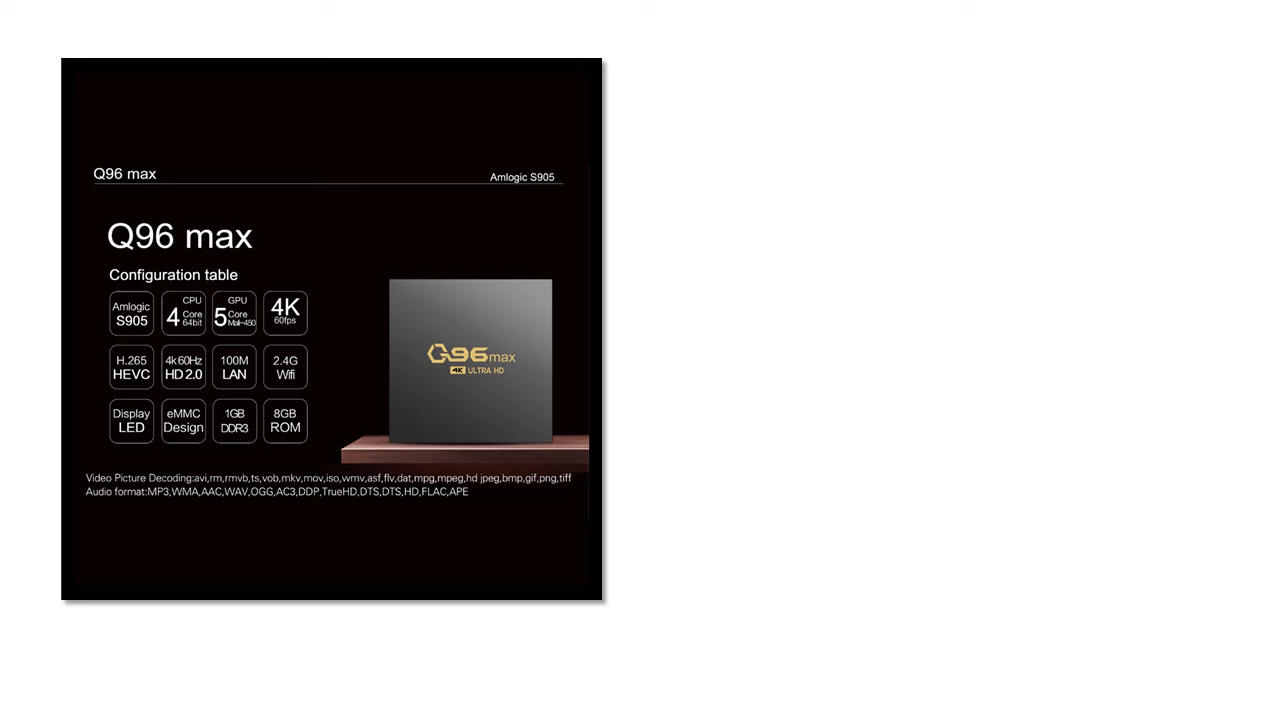 Q96 max
Amlogic S905
Q96 max
Configuration table
Amlogic
S905
CPU
4 Core
64bit
GPU
5 Core
Mali-450
4K
60fps
H.265
HEVC
4k60Hz
HD 2.0
100M
LAN
2.4G
Wifi
Display
LED
eMMC
Design
1GB
DDR3
8GB
ROM
Q96max
4K ULTRA HD
Video Picture Decoding:avi,rm,rmvb,ts,vob,mkv,mov,iso,wmv,asf,flv,dat,mpg,mpeg,hd jpeg,bmp,gif,png,tiff
Audio format:MP3,WMA,AAC,WAV,OGG,AC3,DDP,TrueHD,DTS,DTS,HD,FLAC,APE